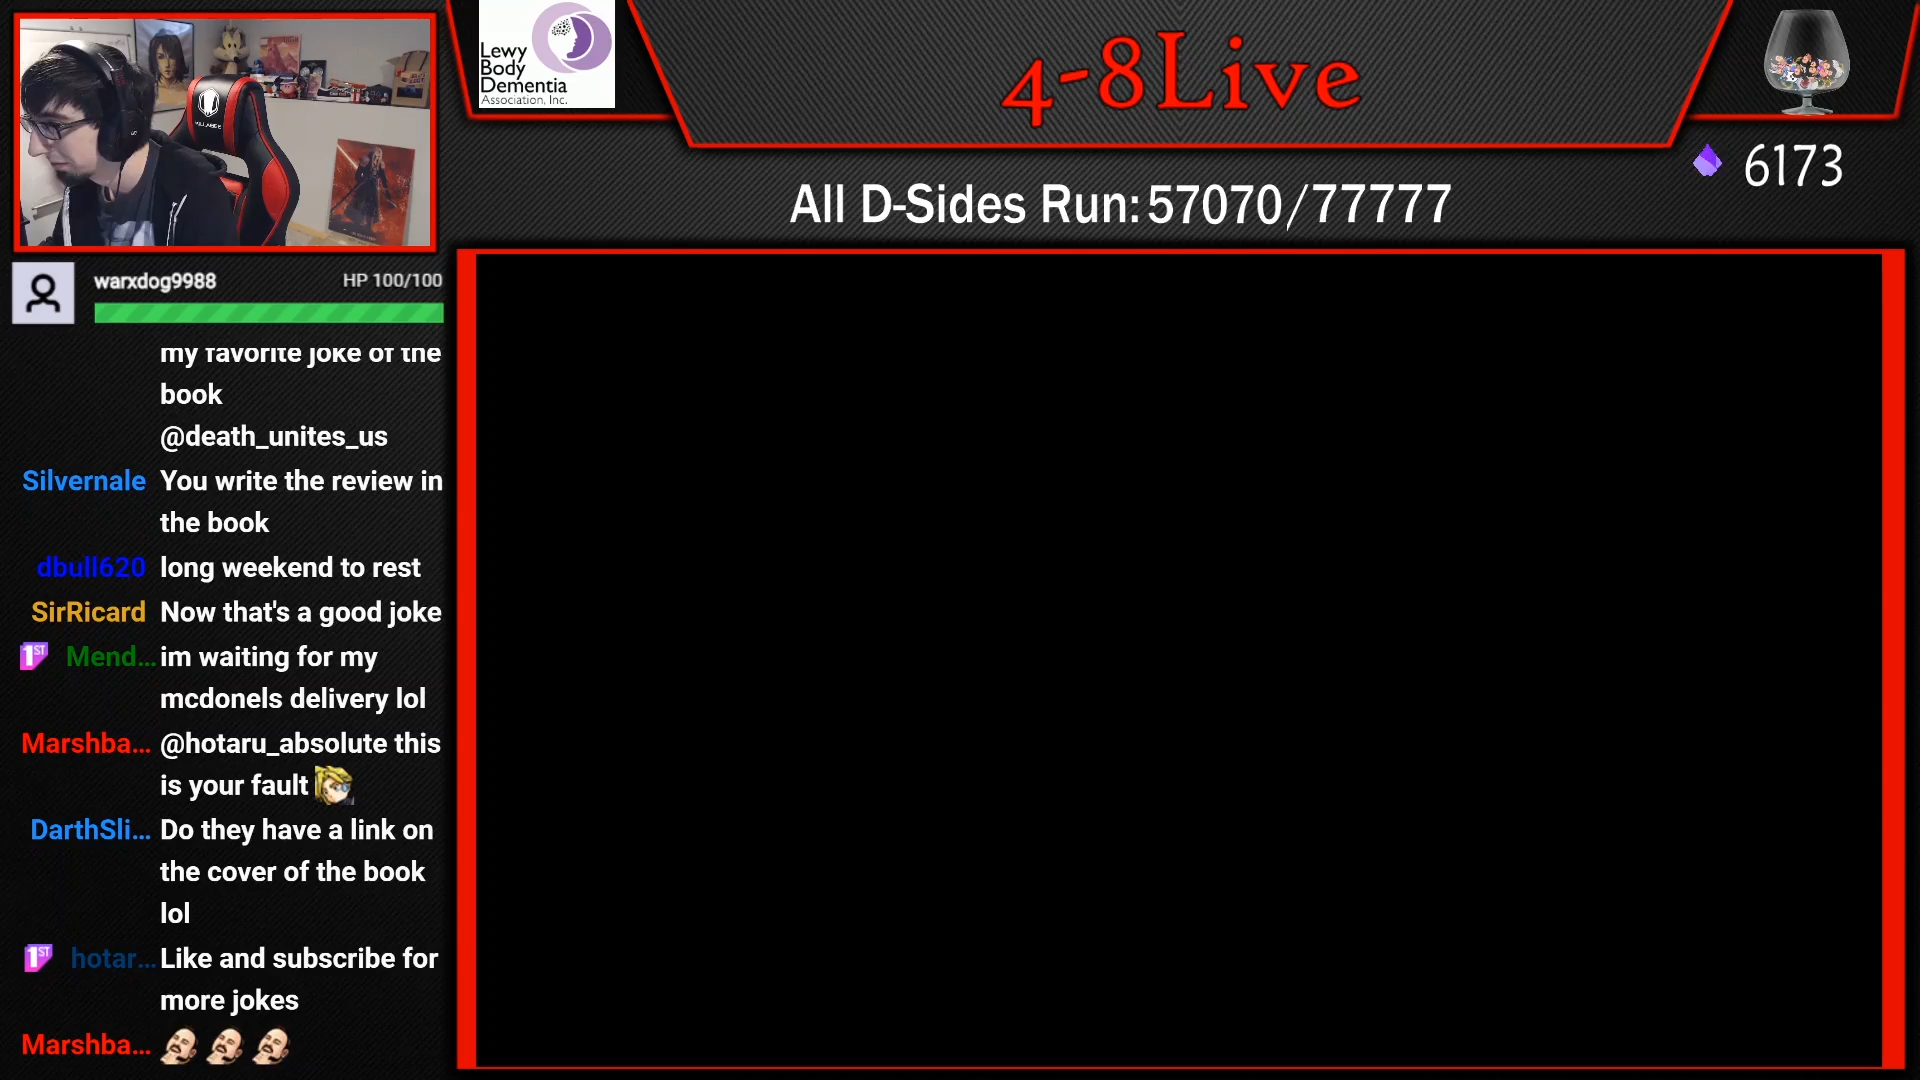 Lewy
Body
Dementia
Association, Inc.
4-8Live
6173
All D-Sides Run:57070/77777
warxdog9988 HP 100/100
my favorite joke of the
book
@death_unites_us
Silvernale You write the review in
the book
dbull620 long weekend to rest
SirRicard Now that's a good joke
1ST Mend... im waiting for my
mcdonels delivery lol
Marshba... @hotaru_absolute this
is your fault
DarthSli... Do they have a link on
the cover of the book
lol
1ST hotar... Like and subscribe for
more jokes
Marshba...